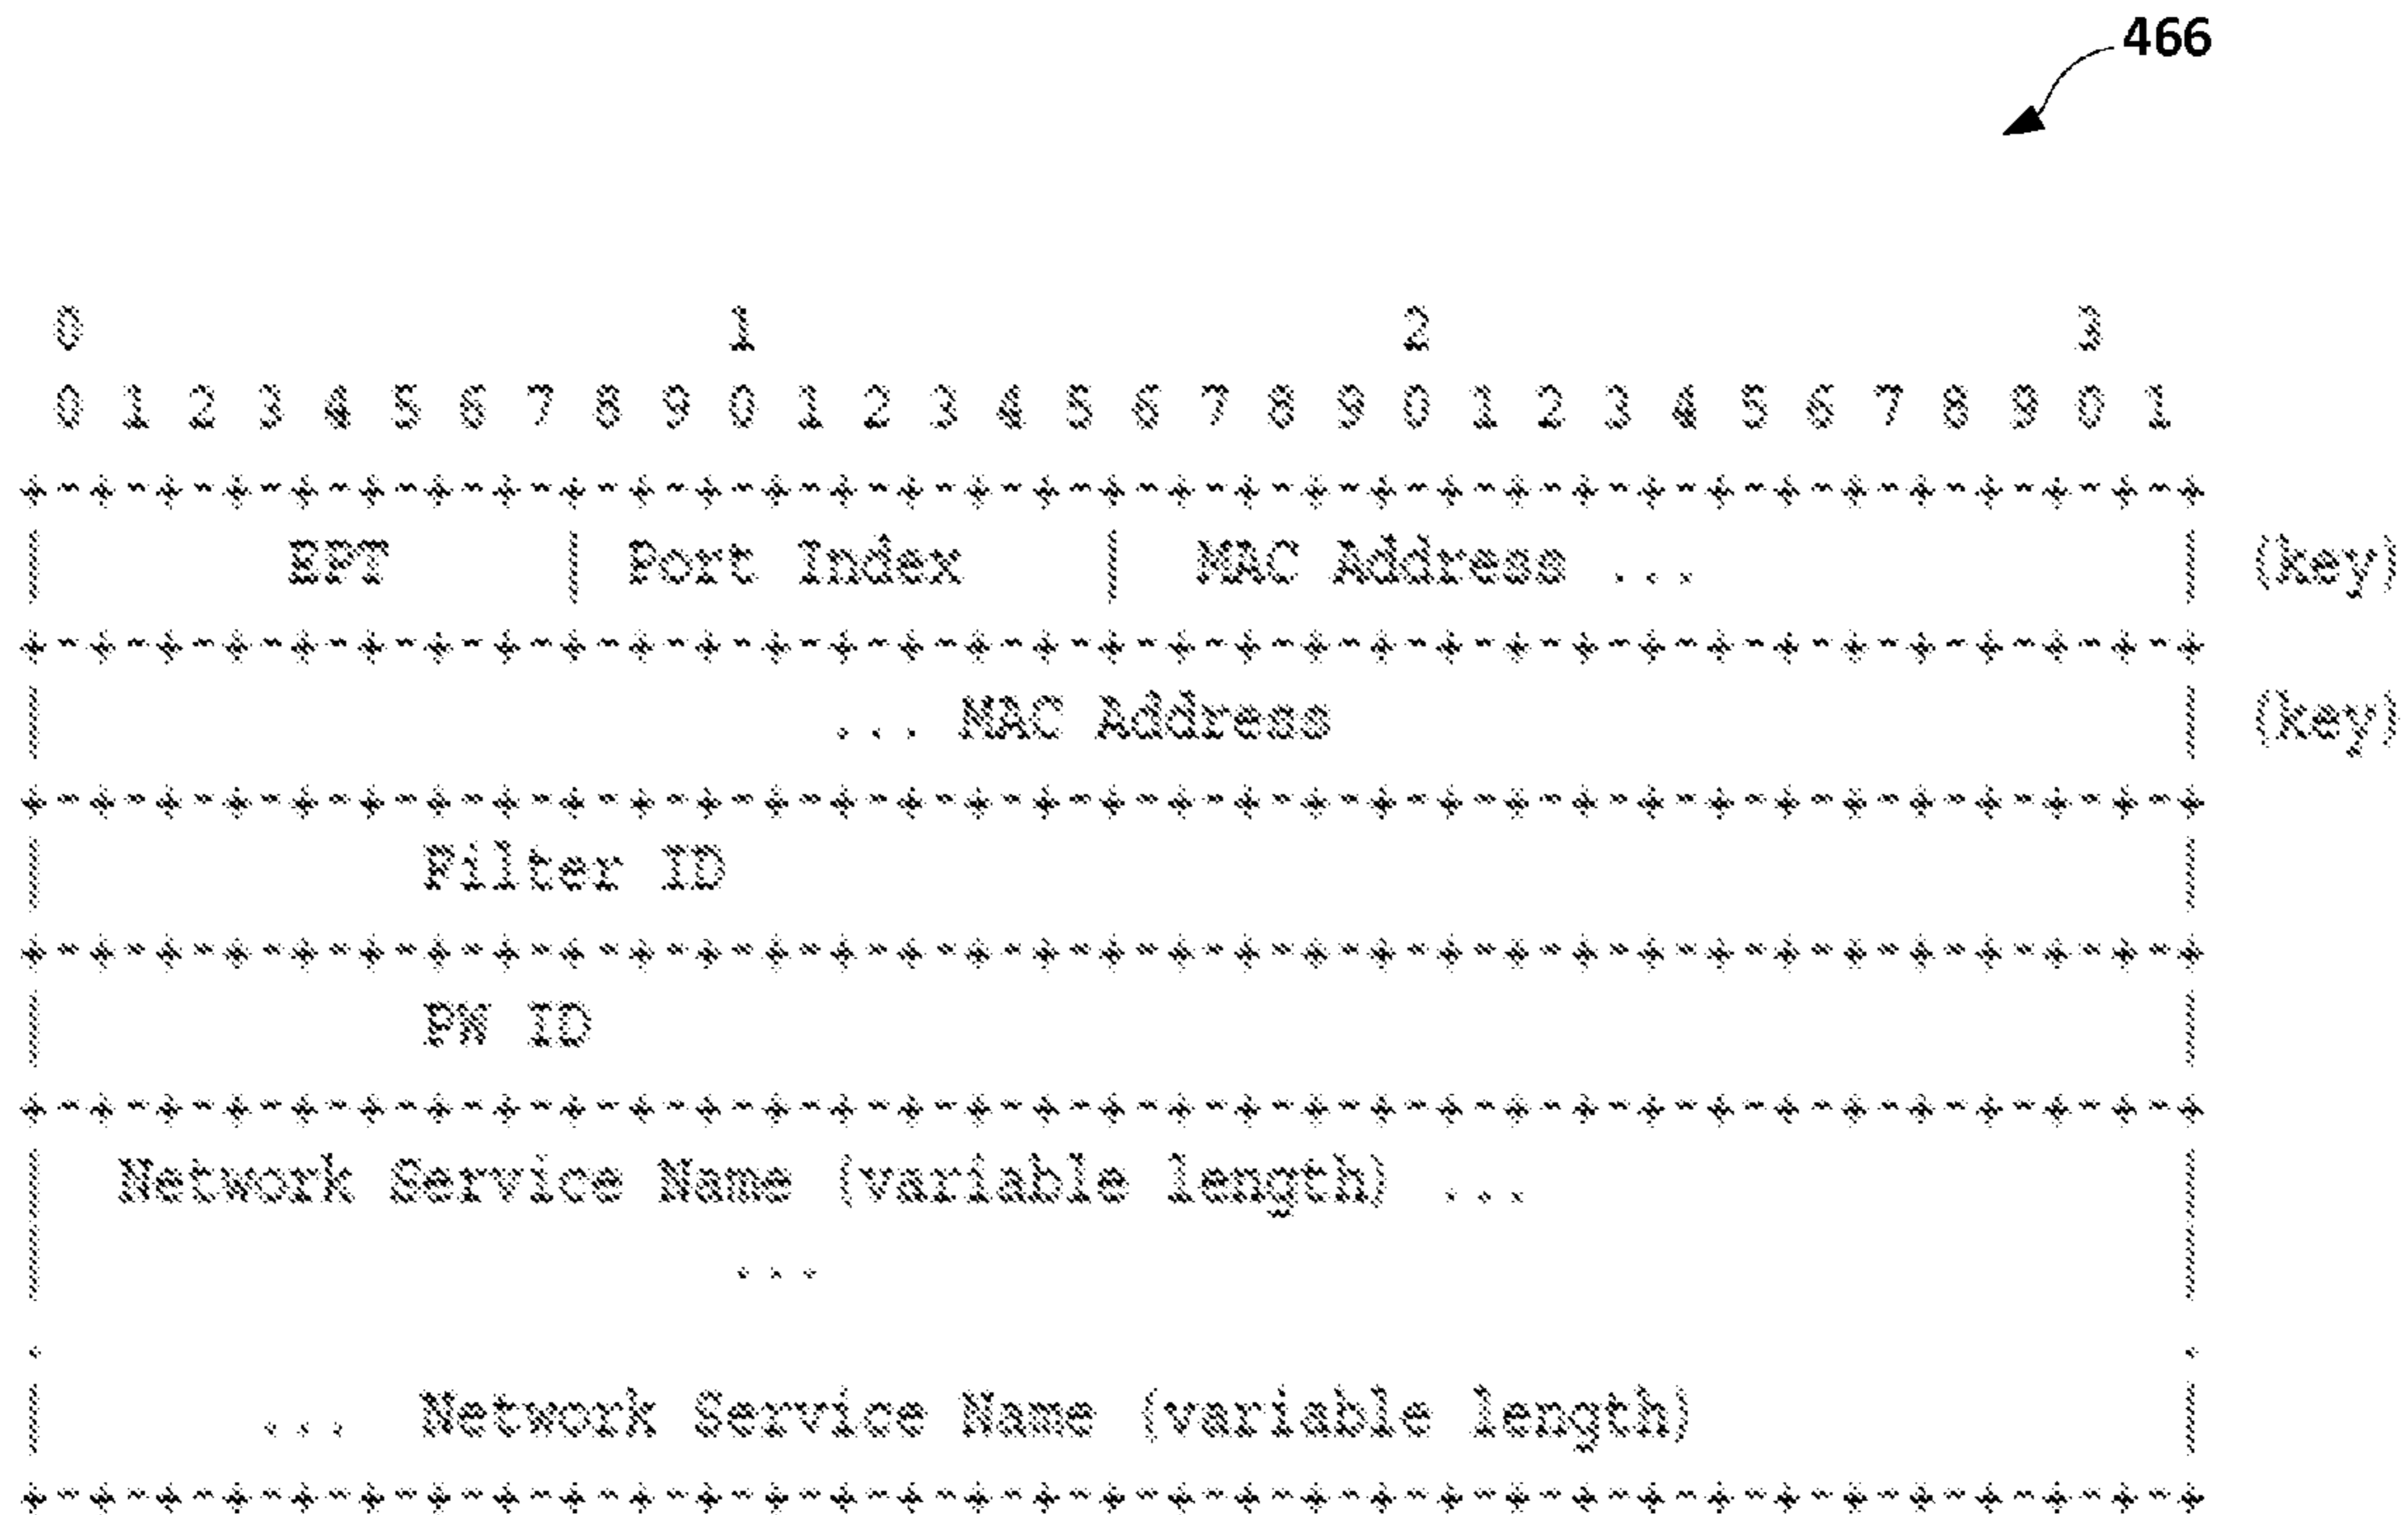 466
0 1 2 3
0 1 2 3 4 5 6 7 8 9 0 1 2 3 4 5 6 7 8 9 0 1 2 3 4 5 6 7 8 9 0 1
+-+-+-+-+-+-+-+-+-+-+-+-+-+-+-+-+-+-+-+-+-+-+-+-+-+-+-+-+-+-+-+-+
| EPT | Port Index | MAC Address ... | (key)
+-+-+-+-+-+-+-+-+-+-+-+-+-+-+-+-+-+-+-+-+-+-+-+-+-+-+-+-+-+-+-+-+
| ... MAC Address | (key)
+-+-+-+-+-+-+-+-+-+-+-+-+-+-+-+-+-+-+-+-+-+-+-+-+-+-+-+-+-+-+-+-+
| Filter ID |
+-+-+-+-+-+-+-+-+-+-+-+-+-+-+-+-+-+-+-+-+-+-+-+-+-+-+-+-+-+-+-+-+
| PW ID |
+-+-+-+-+-+-+-+-+-+-+-+-+-+-+-+-+-+-+-+-+-+-+-+-+-+-+-+-+-+-+-+-+
| Network Service Name (variable length) ... |
| ... |
. .
| ... Network Service Name (variable length) |
+-+-+-+-+-+-+-+-+-+-+-+-+-+-+-+-+-+-+-+-+-+-+-+-+-+-+-+-+-+-+-+-+